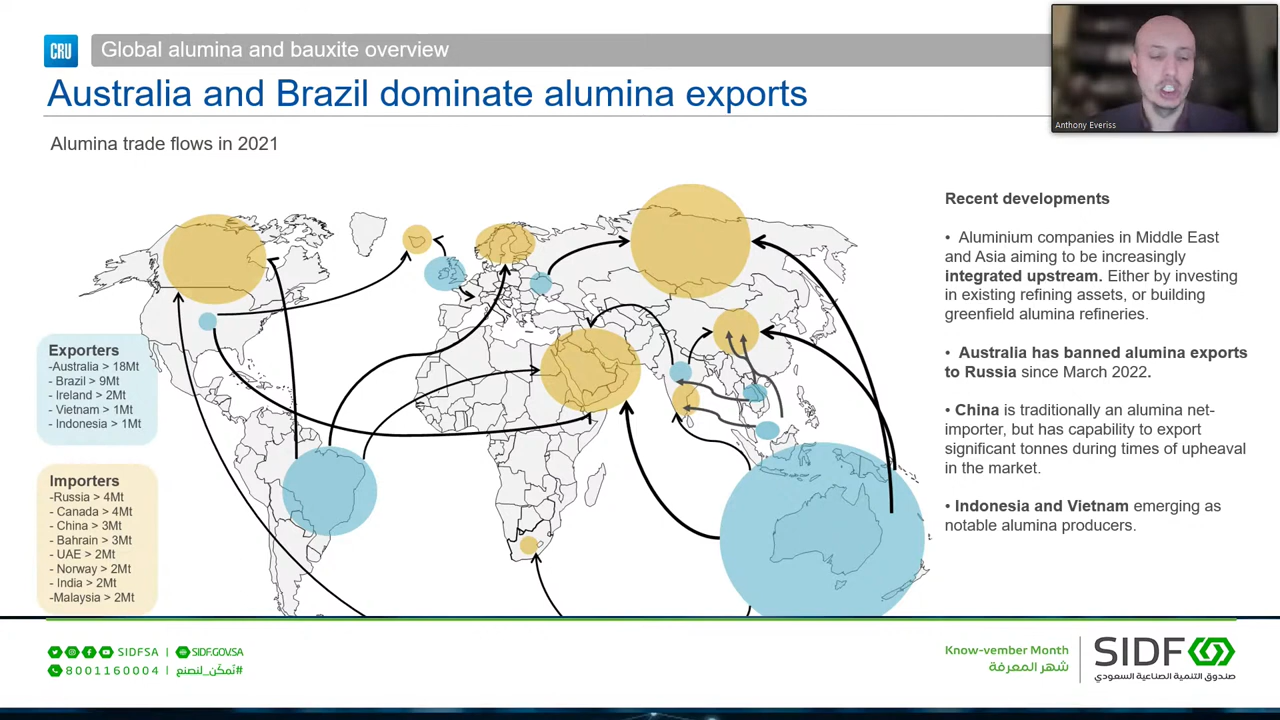 CRU
Global alumina and bauxite overview
Australia and Brazil dominate alumina exports
Anthony Everiss
Alumina trade flows in 2021
Exporters
-Australia > 18Mt
- Brazil > 9Mt
- Ireland > 2Mt
- Vietnam > 1Mt
- Indonesia > 1Mt
Importers
-Russia > 4Mt
- Canada > 4Mt
- China > 3Mt
- Bahrain > 3Mt
- UAE > 2Mt
- Norway > 2Mt
- India > 2Mt
-Malaysia > 2Mt
Recent developments
• Aluminium companies in Middle East
and Asia aiming to be increasingly
integrated upstream. Either by investing
in existing refining assets, or building
greenfield alumina refineries.
• Australia has banned alumina exports
to Russia since March 2022.
• China is traditionally an alumina net-
importer, but has capability to export
significant tonnes during times of upheaval
in the market.
• Indonesia and Vietnam emerging as
notable alumina producers.
SIDFSA | SIDF.GOV.SA
8001160004 | #نُمكّن_لنصنع
Know-vember Month
شهر المعرفة
SIDF
صندوق التنمية الصناعية السعودي